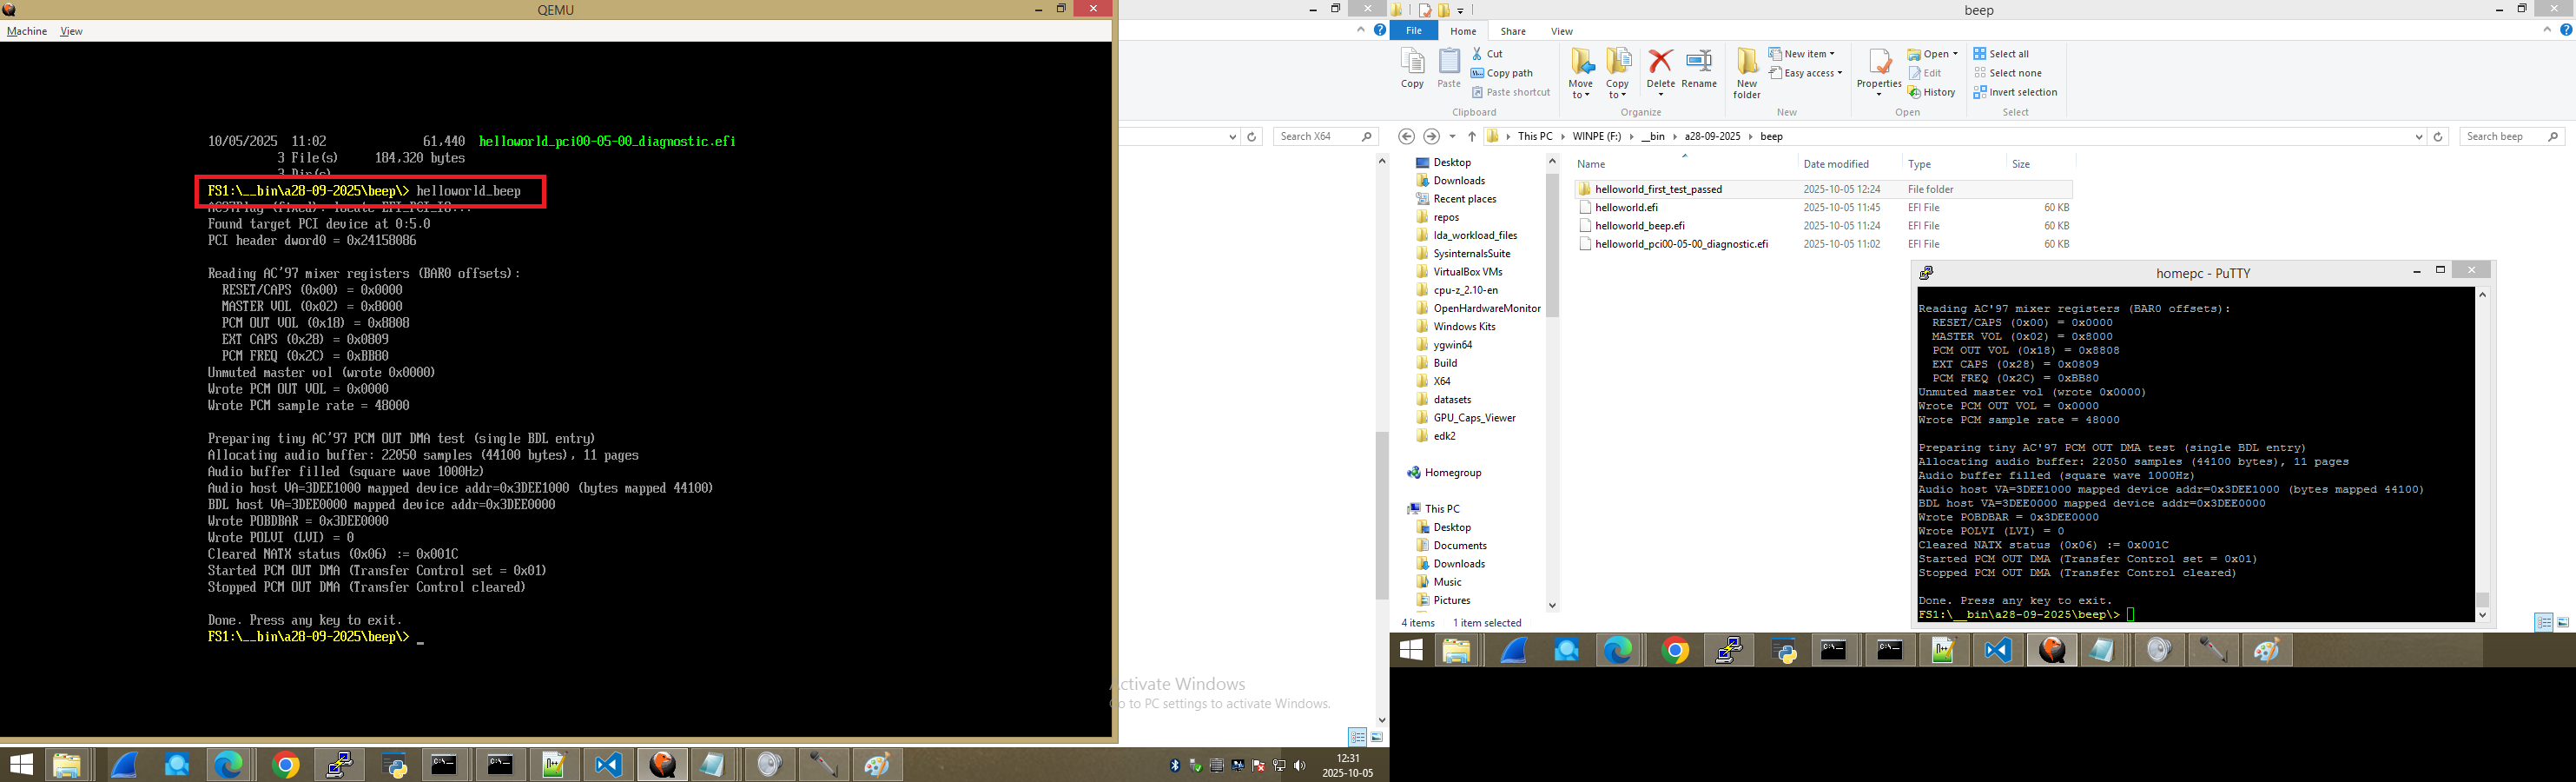 QEMU
Machine View
10/05/2025 11:02 61,440 helloworld_pci00-05-00_diagnostic.efi
3 File(s) 184,320 bytes
3 Dir(s)
FS1:\__bin\a28-09-2025\beep\> helloworld_beep
AC97Play (fixed): locate EFI_PCI_IO...
Found target PCI device at 0:5.0
PCI header dword0 = 0x24158086
Reading AC'97 mixer registers (BAR0 offsets):
RESET/CAPS (0x00) = 0x0000
MASTER VOL (0x02) = 0x8000
PCM OUT VOL (0x18) = 0x8808
EXT CAPS (0x28) = 0x0809
PCM FREQ (0x2C) = 0xBB80
Unmuted master vol (wrote 0x0000)
Wrote PCM OUT VOL = 0x0000
Wrote PCM sample rate = 48000
Preparing tiny AC'97 PCM OUT DMA test (single BDL entry)
Allocating audio buffer: 22050 samples (44100 bytes), 11 pages
Audio buffer filled (square wave 1000Hz)
Audio host VA=3DEE1000 mapped device addr=0x3DEE1000 (bytes mapped 44100)
BDL host VA=3DEE0000 mapped device addr=0x3DEE0000
Wrote POBDBAR = 0x3DEE0000
Wrote POLVI (LVI) = 0
Cleared NATX status (0x06) := 0x001C
Started PCM OUT DMA (Transfer Control set = 0x01)
Stopped PCM OUT DMA (Transfer Control cleared)
Done. Press any key to exit.
FS1:\__bin\a28-09-2025\beep\> _
Search X64
Activate Windows
Go to PC settings to activate Windows.
12:31
2025-10-05
beep
File Home Share View
Copy
Paste
Cut
Copy path
Paste shortcut
Clipboard
Move to
Copy to
Delete
Rename
Organize
New folder
New item
Easy access
New
Properties
Open
Edit
History
Open
Select all
Select none
Invert selection
Select
This PC WINPE (F:) __bin a28-09-2025 beep
Search beep
Desktop
Downloads
Recent places
repos
lda_workload_files
SysinternalsSuite
VirtualBox VMs
cpu-z_2.10-en
OpenHardwareMonitor
Windows Kits
ygwin64
Build
X64
datasets
GPU_Caps_Viewer
edk2
Homegroup
This PC
Desktop
Documents
Downloads
Music
Pictures
Name Date modified Type Size
helloworld_first_test_passed 2025-10-05 12:24 File folder
helloworld.efi 2025-10-05 11:45 EFI File 60 KB
helloworld_beep.efi 2025-10-05 11:24 EFI File 60 KB
helloworld_pci00-05-00_diagnostic.efi 2025-10-05 11:02 EFI File 60 KB
4 items 1 item selected
homepc - PuTTY
Reading AC'97 mixer registers (BAR0 offsets):
RESET/CAPS (0x00) = 0x0000
MASTER VOL (0x02) = 0x8000
PCM OUT VOL (0x18) = 0x8808
EXT CAPS (0x28) = 0x0809
PCM FREQ (0x2C) = 0xBB80
Unmuted master vol (wrote 0x0000)
Wrote PCM OUT VOL = 0x0000
Wrote PCM sample rate = 48000
Preparing tiny AC'97 PCM OUT DMA test (single BDL entry)
Allocating audio buffer: 22050 samples (44100 bytes), 11 pages
Audio buffer filled (square wave 1000Hz)
Audio host VA=3DEE1000 mapped device addr=0x3DEE1000 (bytes mapped 44100)
BDL host VA=3DEE0000 mapped device addr=0x3DEE0000
Wrote POBDBAR = 0x3DEE0000
Wrote POLVI (LVI) = 0
Cleared NATX status (0x06) := 0x001C
Started PCM OUT DMA (Transfer Control set = 0x01)
Stopped PCM OUT DMA (Transfer Control cleared)
Done. Press any key to exit.
FS1:\__bin\a28-09-2025\beep\>